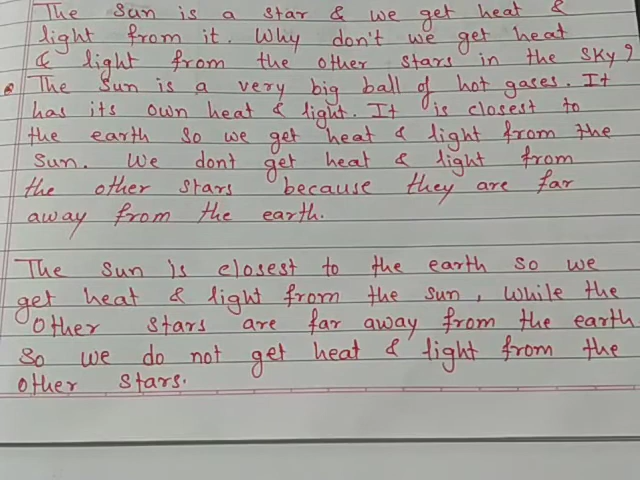 The Sun is a star & we get heat &
light from it. Why don't we get heat
& light from the other stars in the sky?
The Sun is a very big ball of hot gases. It
has its own heat & light. It is closest to
the earth so we get heat & light from the
sun. We dont get heat & light from
the other stars because they are far
away from the earth.
The sun is closest to the earth so we
get heat & light from the sun, while the
other stars are far away from the earth
so we do not get heat & light from the
other stars.